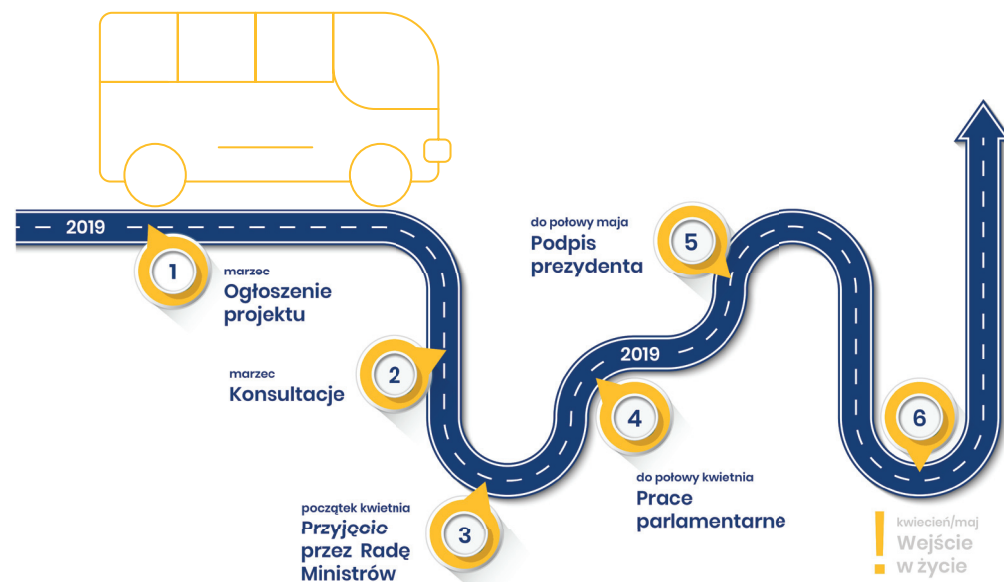 2019
1
marzec
Ogłoszenie
projektu
2
marzec
Konsultacje
3
początek kwietnia
Przyjęcie
przez Radę
Ministrów
2019
4
do połowy kwietnia
Prace
parlamentarne
5
do połowy maja
Podpis
prezydenta
6
! kwiecień/maj
Wejście
w życie